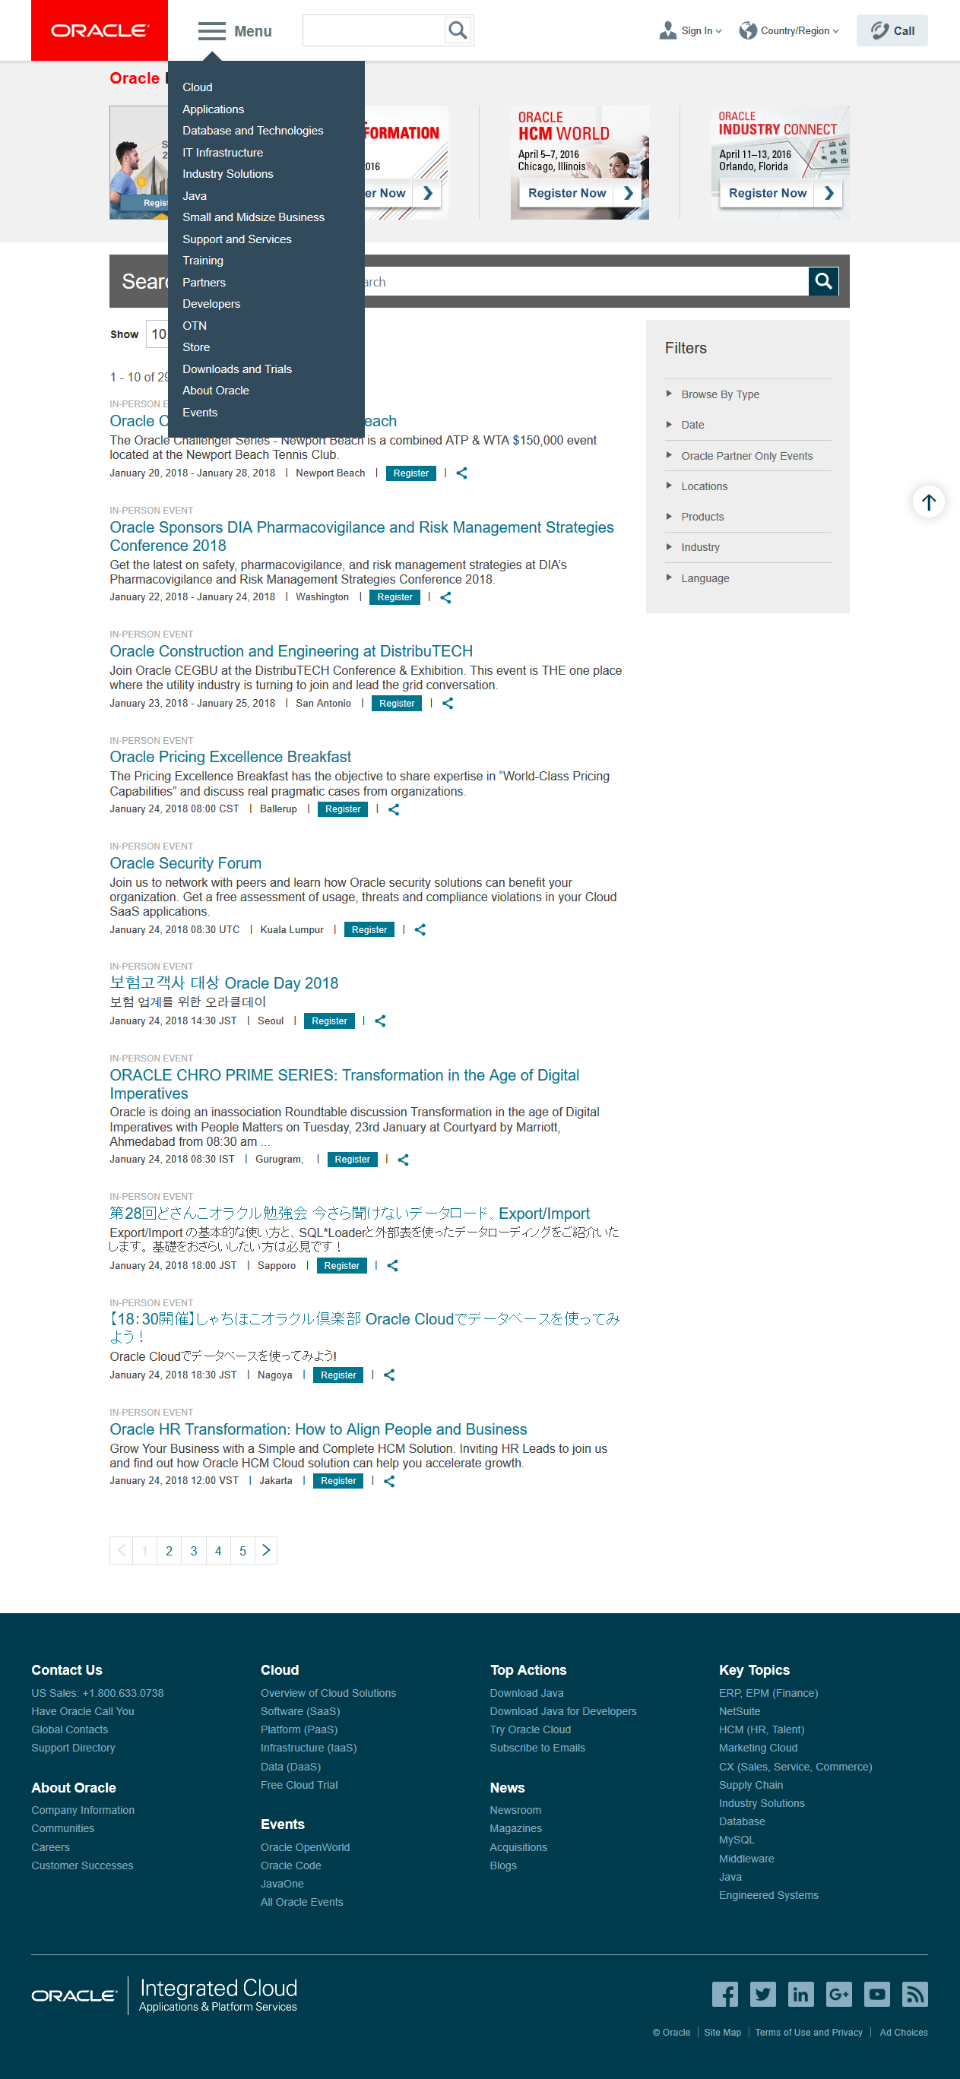 ORACLE
Menu
Sign In
Country/Region
Call
Oracle
Cloud
Applications
Database and Technologies
IT Infrastructure
Industry Solutions
Java
Small and Midsize Business
Support and Services
Training
Partners
Developers
OTN
Store
Downloads and Trials
About Oracle
Events
ORACLE
HCM WORLD
April 5–7, 2016
Chicago, Illinois
Register Now
ORACLE
INDUSTRY CONNECT
April 11–13, 2016
Orlando, Florida
Register Now
Show 10
1 - 10 of
Filters
Browse By Type
Date
Oracle Partner Only Events
Locations
Products
Industry
Language
Oracle
The Oracle Challenger Series - Newport Beach is a combined ATP & WTA $150,000 event
located at the Newport Beach Tennis Club.
January 20, 2018 - January 28, 2018 | Newport Beach | Register |
IN-PERSON EVENT
Oracle Sponsors DIA Pharmacovigilance and Risk Management Strategies
Conference 2018
Get the latest on safety, pharmacovigilance, and risk management strategies at DIA's
Pharmacovigilance and Risk Management Strategies Conference 2018.
January 22, 2018 - January 24, 2018 | Washington | Register |
IN-PERSON EVENT
Oracle Construction and Engineering at DistribuTECH
Join Oracle CEGBU at the DistribuTECH Conference & Exhibition. This event is THE one place
where the utility industry is turning to join and lead the grid conversation.
January 23, 2018 - January 25, 2018 | San Antonio | Register |
IN-PERSON EVENT
Oracle Pricing Excellence Breakfast
The Pricing Excellence Breakfast has the objective to share expertise in “World-Class Pricing
Capabilities” and discuss real pragmatic cases from organizations.
January 24, 2018 08:00 CST | Ballerup | Register |
IN-PERSON EVENT
Oracle Security Forum
Join us to network with peers and learn how Oracle security solutions can benefit your
organization. Get a free assessment of usage, threats and compliance violations in your Cloud
SaaS applications.
January 24, 2018 08:30 UTC | Kuala Lumpur | Register |
IN-PERSON EVENT
보험고객사 대상 Oracle Day 2018
보험 업계를 위한 오라클데이
January 24, 2018 14:30 JST | Seoul | Register |
IN-PERSON EVENT
ORACLE CHRO PRIME SERIES: Transformation in the Age of Digital
Imperatives
Oracle is doing an inassociation Roundtable discussion Transformation in the age of Digital
Imperatives with People Matters on Tuesday, 23rd January at Courtyard by Marriott,
Ahmedabad from 08:30 am ...
January 24, 2018 08:30 IST | Gurugram, | Register |
IN-PERSON EVENT
第28回どさんこオラクル勉強会 今さら聞けないデータロード、Export/Import
Export/Import の基本的な使い方と、SQL*Loaderと外部表を使ったデータローディングをご紹介いた
します。基礎をおさらいしたい方は必見です！
January 24, 2018 18:00 JST | Sapporo | Register |
IN-PERSON EVENT
【18：30開催】しゃちほこオラクル倶楽部 Oracle Cloudでデータベースを使ってみ
よう！
Oracle Cloudでデータベースを使ってみよう!
January 24, 2018 18:30 JST | Nagoya | Register |
IN-PERSON EVENT
Oracle HR Transformation: How to Align People and Business
Grow Your Business with a Simple and Complete HCM Solution. Inviting HR Leads to join us
and find out how Oracle HCM Cloud solution can help you accelerate growth.
January 24, 2018 12:00 VST | Jakarta | Register |
1 2 3 4 5
Contact Us
US Sales: +1.800.633.0738
Have Oracle Call You
Global Contacts
Support Directory
About Oracle
Company Information
Communities
Careers
Customer Successes
Cloud
Overview of Cloud Solutions
Software (SaaS)
Platform (PaaS)
Infrastructure (IaaS)
Data (DaaS)
Free Cloud Trial
Events
Oracle OpenWorld
Oracle Code
JavaOne
All Oracle Events
Top Actions
Download Java
Download Java for Developers
Try Oracle Cloud
Subscribe to Emails
News
Newsroom
Magazines
Acquisitions
Blogs
Key Topics
ERP, EPM (Finance)
NetSuite
HCM (HR, Talent)
Marketing Cloud
CX (Sales, Service, Commerce)
Supply Chain
Industry Solutions
Database
MySQL
Middleware
Java
Engineered Systems
ORACLE | Integrated Cloud
Applications & Platform Services
© Oracle | Site Map | Terms of Use and Privacy | Ad Choices